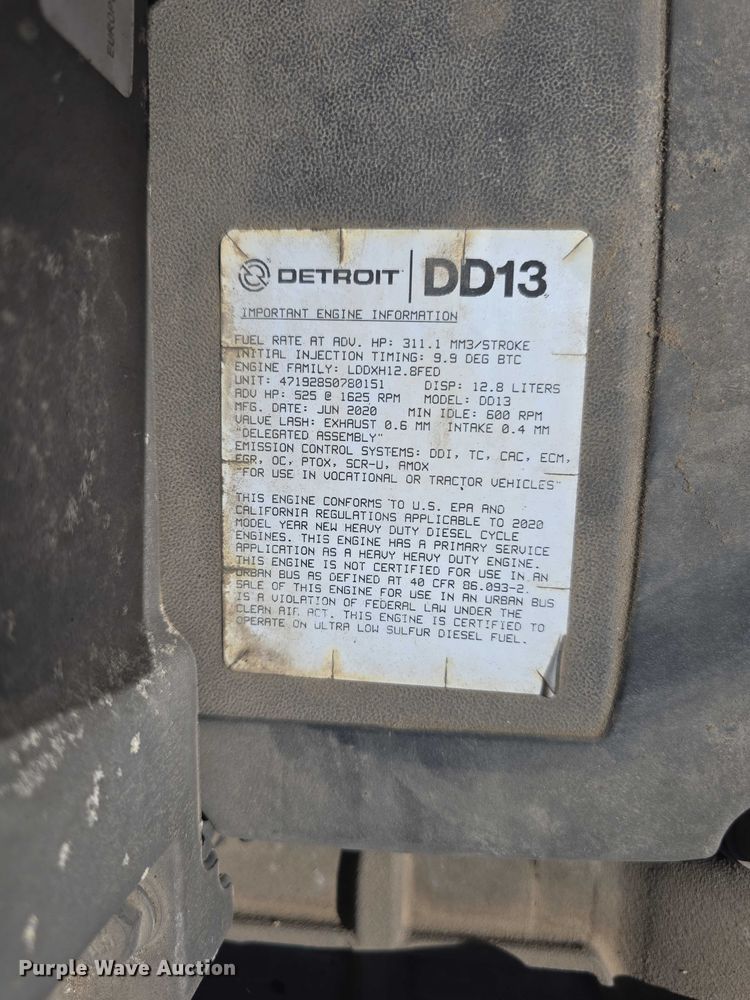 EUROPE
DETROIT DD13
IMPORTANT ENGINE INFORMATION
FUEL RATE AT ADV. HP: 311.1 MM3/STROKE
INITIAL INJECTION TIMING: 9.9 DEG BTC
ENGINE FAMILY: LDDXH12.8FED
UNIT: 471928S0780151 DISP: 12.8 LITERS
ADV HP: 525 @ 1625 RPM MODEL: DD13
MFG. DATE: JUN 2020 MIN IDLE: 600 RPM
VALVE LASH: EXHAUST 0.6 MM INTAKE 0.4 MM
"DELEGATED ASSEMBLY"
EMISSION CONTROL SYSTEMS: DDI, TC, CAC, ECM,
EGR, OC, PTOX, SCR-U, AMOX
"FOR USE IN VOCATIONAL OR TRACTOR VEHICLES"
THIS ENGINE CONFORMS TO U.S. EPA AND
CALIFORNIA REGULATIONS APPLICABLE TO 2020
MODEL YEAR NEW HEAVY DUTY DIESEL CYCLE
ENGINES. THIS ENGINE HAS A PRIMARY SERVICE
APPLICATION AS A HEAVY HEAVY DUTY ENGINE.
THIS ENGINE IS NOT CERTIFIED FOR USE IN AN
URBAN BUS AS DEFINED AT 40 CFR 86.093-2.
SALE OF THIS ENGINE FOR USE IN AN URBAN BUS
IS A VIOLATION OF FEDERAL LAW UNDER THE
CLEAN AIR ACT. THIS ENGINE IS CERTIFIED TO
OPERATE ON ULTRA LOW SULFUR DIESEL FUEL.
Purple Wave Auction